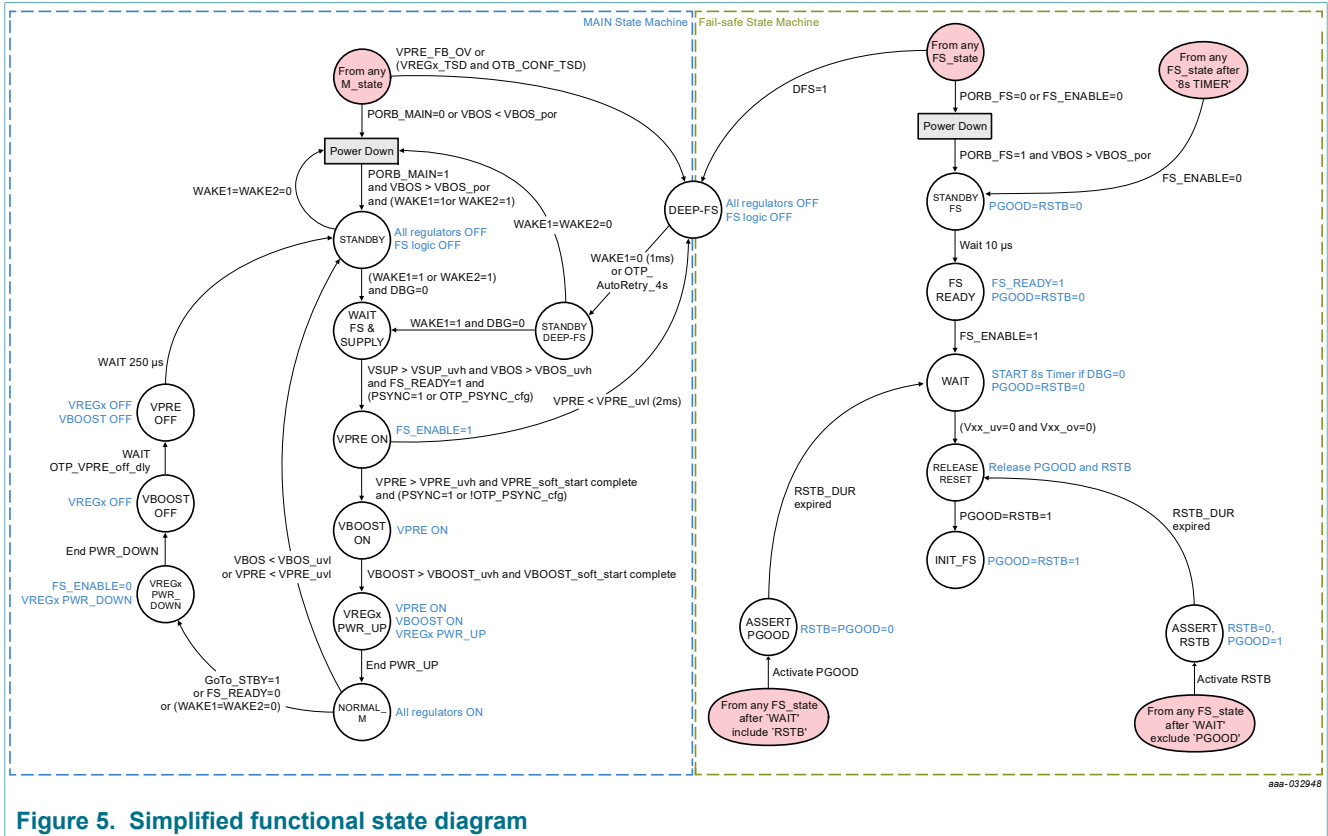 MAIN State Machine
Fail-safe State Machine
From any
M_state
VPRE_FB_OV or
(VREGx_TSD and OTB_CONF_TSD)
PORB_MAIN=0 or VBOS < VBOS_por
Power Down
PORB_MAIN=1
and VBOS > VBOS_por
and (WAKE1=1or WAKE2=1)
WAKE1=WAKE2=0
STANDBY
All regulators OFF
FS logic OFF
WAKE1=WAKE2=0
(WAKE1=1 or WAKE2=1)
and DBG=0
WAIT
FS &
SUPPLY
WAKE1=1 and DBG=0
STANDBY
DEEP-FS
WAKE1=0 (1ms)
or OTP_
AutoRetry_4s
DEEP-FS
All regulators OFF
FS logic OFF
DFS=1
VSUP > VSUP_uvh and VBOS > VBOS_uvh
and FS_READY=1 and
(PSYNC=1 or OTP_PSYNC_cfg)
VPRE < VPRE_uvl (2ms)
VPRE ON
FS_ENABLE=1
VPRE > VPRE_uvh and VPRE_soft_start complete
and (PSYNC=1 or !OTP_PSYNC_cfg)
VBOOST
ON
VPRE ON
VBOOST > VBOOST_uvh and VBOOST_soft_start complete
VREGx
PWR_UP
VPRE ON
VBOOST ON
VREGx PWR_UP
End PWR_UP
NORMAL_
M
All regulators ON
VBOS < VBOS_uvl
or VPRE < VPRE_uvl
GoTo_STBY=1
or FS_READY=0
or (WAKE1=WAKE2=0)
VREGx
PWR_
DOWN
FS_ENABLE=0
VREGx PWR_DOWN
End PWR_DOWN
VBOOST
OFF
VREGx OFF
WAIT
OTP_VPRE_off_dly
VPRE
OFF
VREGx OFF
VBOOST OFF
WAIT 250 µs
From any
FS_state
PORB_FS=0 or FS_ENABLE=0
Power Down
PORB_FS=1 and VBOS > VBOS_por
From any
FS_state after
'8s TIMER'
FS_ENABLE=0
STANDBY
FS
PGOOD=RSTB=0
Wait 10 µs
FS
READY
FS_READY=1
PGOOD=RSTB=0
FS_ENABLE=1
WAIT
START 8s Timer if DBG=0
PGOOD=RSTB=0
(Vxx_uv=0 and Vxx_ov=0)
RELEASE
RESET
Release PGOOD and RSTB
PGOOD=RSTB=1
INIT_FS
PGOOD=RSTB=1
RSTB_DUR
expired
ASSERT
PGOOD
RSTB=PGOOD=0
Activate PGOOD
From any FS_state
after 'WAIT'
include 'RSTB'
RSTB_DUR
expired
ASSERT
RSTB
RSTB=0,
PGOOD=1
Activate RSTB
From any FS_state
after 'WAIT'
exclude 'PGOOD'
aaa-032948
Figure 5. Simplified functional state diagram